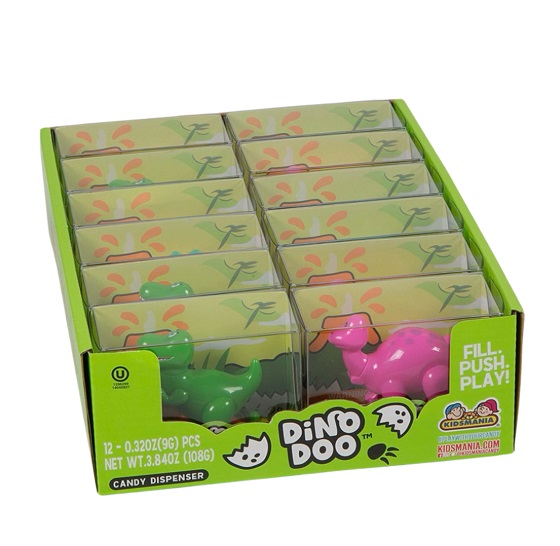 FILL.
PUSH.
PLAY!
U
KIDSMANIA
KIDSMANIA.COM
DINO
DOO™
12 - 0.32OZ(9G) PCS
NET WT.3.84OZ (108G)
CANDY DISPENSER